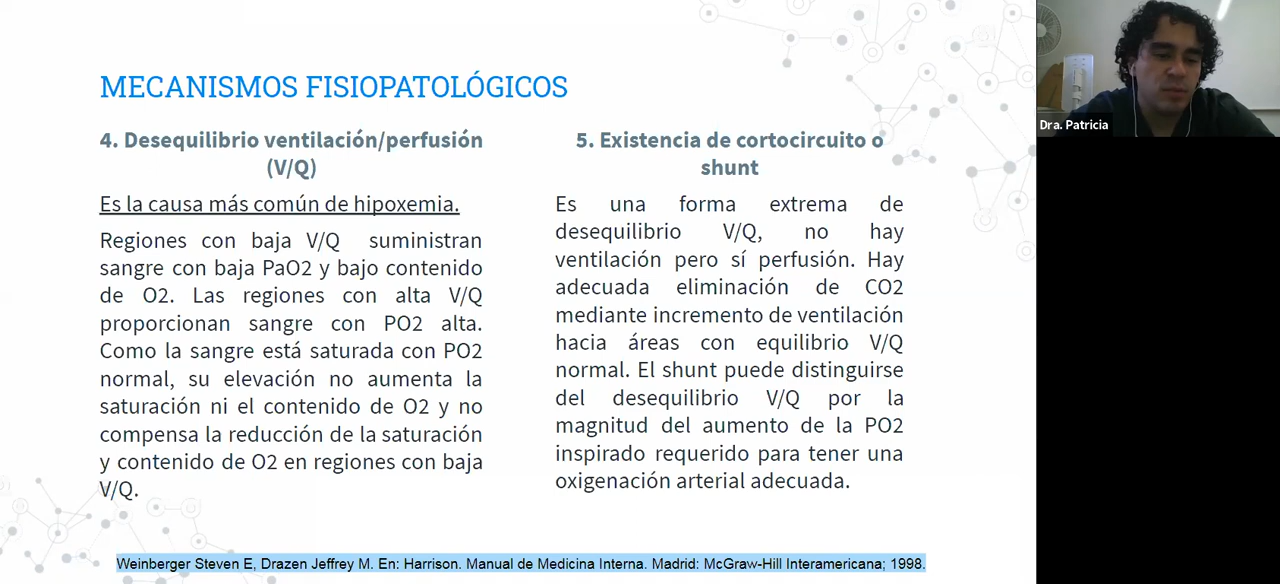 MECANISMOS FISIOPATOLÓGICOS
4. Desequilibrio ventilación/perfusión
(V/Q)
Es la causa más común de hipoxemia.
Regiones con baja V/Q suministran
sangre con baja PaO2 y bajo contenido
de O2. Las regiones con alta V/Q
proporcionan sangre con PO2 alta.
Como la sangre está saturada con PO2
normal, su elevación no aumenta la
saturación ni el contenido de O2 y no
compensa la reducción de la saturación
y contenido de O2 en regiones con baja
V/Q.
5. Existencia de cortocircuito o
shunt
Es una forma extrema de
desequilibrio V/Q, no hay
ventilación pero sí perfusión. Hay
adecuada eliminación de CO2
mediante incremento de ventilación
hacia áreas con equilibrio V/Q
normal. El shunt puede distinguirse
del desequilibrio V/Q por la
magnitud del aumento de la PO2
inspirado requerido para tener una
oxigenación arterial adecuada.
Weinberger Steven E, Drazen Jeffrey M. En: Harrison. Manual de Medicina Interna. Madrid: McGraw-Hill Interamericana; 1998.
Dra. Patricia